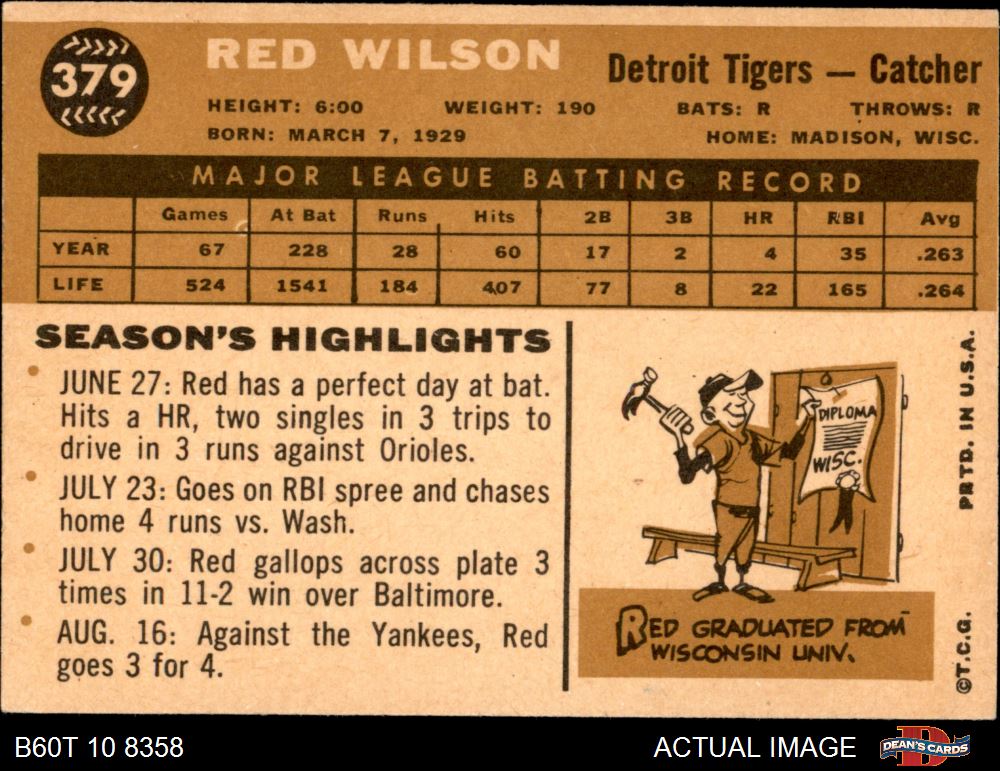 379
RED WILSON
Detroit Tigers — Catcher
HEIGHT: 6:00 WEIGHT: 190 BATS: R THROWS: R
BORN: MARCH 7, 1929 HOME: MADISON, WISC.
MAJOR LEAGUE BATTING RECORD
Games At Bat Runs Hits 2B 3B HR RBI Avg
YEAR 67 228 28 60 17 2 4 35 .263
LIFE 524 1541 184 407 77 8 22 165 .264
SEASON'S HIGHLIGHTS
• JUNE 27: Red has a perfect day at bat.
Hits a HR, two singles in 3 trips to
drive in 3 runs against Orioles.
• JULY 23: Goes on RBI spree and chases
home 4 runs vs. Wash.
• JULY 30: Red gallops across plate 3
times in 11-2 win over Baltimore.
• AUG. 16: Against the Yankees, Red
goes 3 for 4.
DIPLOMA
WISC.
RED GRADUATED FROM
WISCONSIN UNIV.
PRTD. IN U.S.A.
©T.C.G.
B60T 10 8358
ACTUAL IMAGE
DEAN'S CARDS